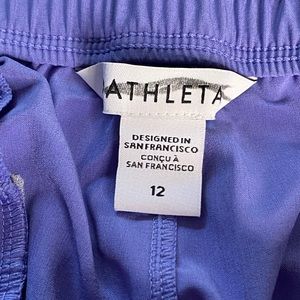 ATHLETA
DESIGNED IN
SAN FRANCISCO
CONÇU À
SAN FRANCISCO
12